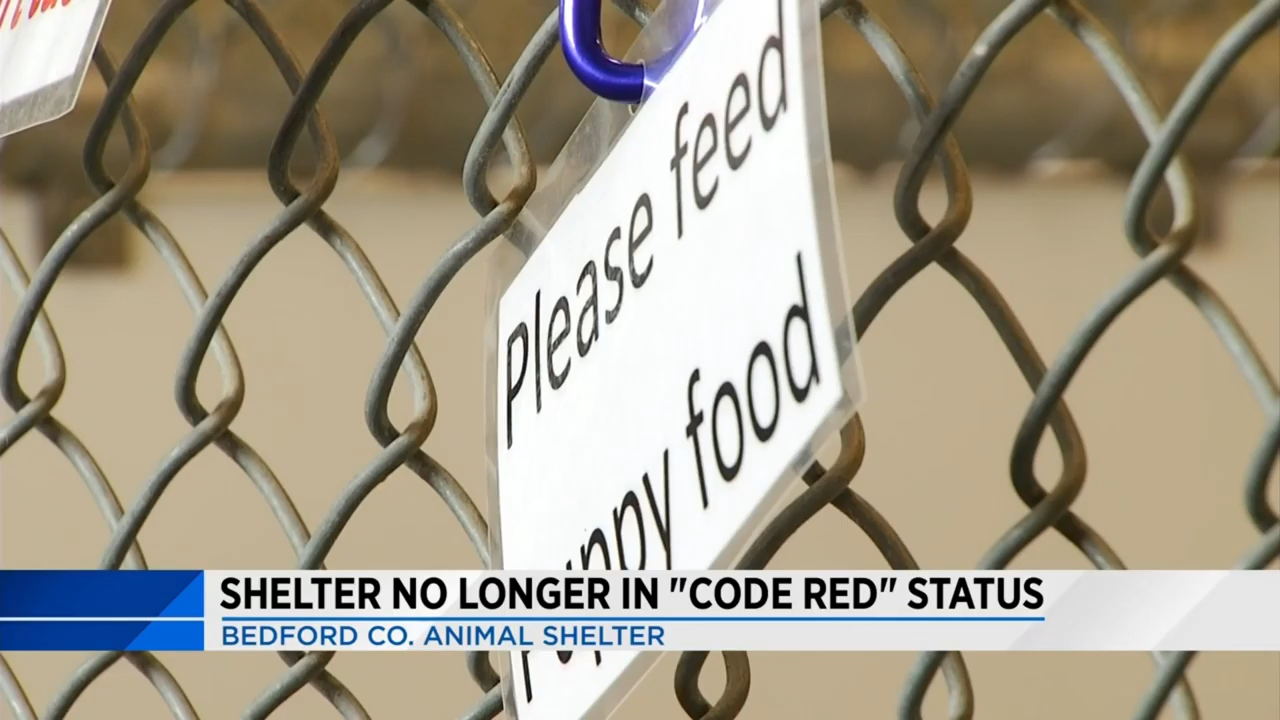 Please feed
puppy food
SHELTER NO LONGER IN "CODE RED" STATUS
BEDFORD CO. ANIMAL SHELTER